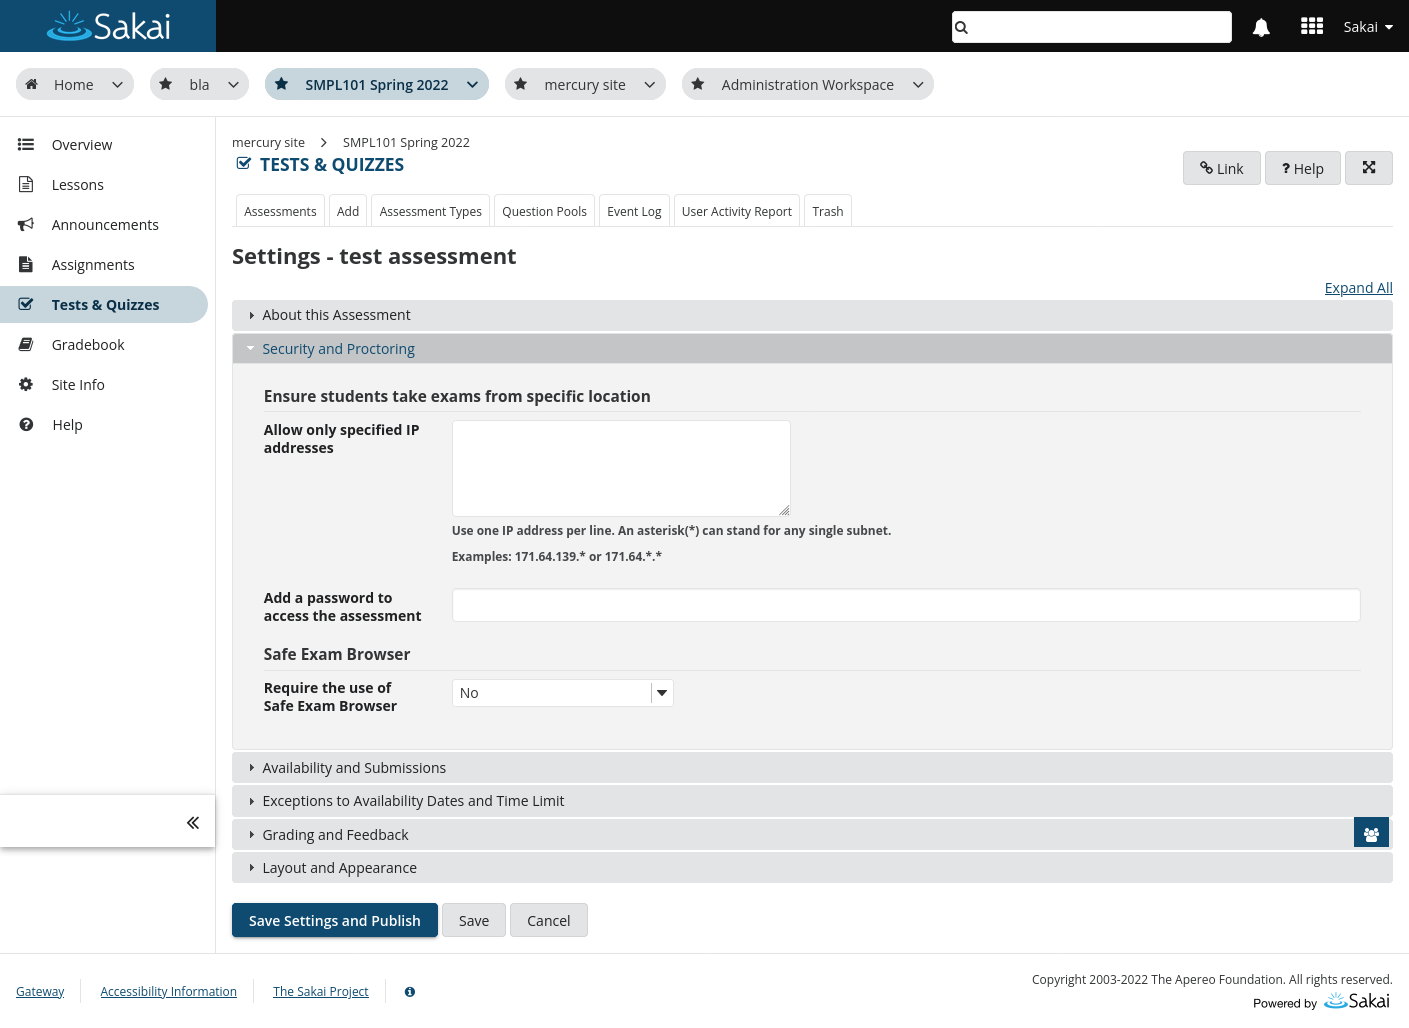 Sakai
Sakai
Home
bla
SMPL101 Spring 2022
mercury site
Administration Workspace
Overview
Lessons
Announcements
Assignments
Tests & Quizzes
Gradebook
Site Info
Help
mercury site
SMPL101 Spring 2022
TESTS & QUIZZES
Link
? Help
Assessments
Add
Assessment Types
Question Pools
Event Log
User Activity Report
Trash
Settings - test assessment
Expand All
About this Assessment
Security and Proctoring
Ensure students take exams from specific location
Allow only specified IP
addresses
Use one IP address per line. An asterisk(*) can stand for any single subnet.
Examples: 171.64.139.* or 171.64.*.*
Add a password to
access the assessment
Safe Exam Browser
Require the use of
Safe Exam Browser
No
Availability and Submissions
Exceptions to Availability Dates and Time Limit
Grading and Feedback
Layout and Appearance
Save Settings and Publish
Save
Cancel
Gateway
Accessibility Information
The Sakai Project
Copyright 2003-2022 The Apereo Foundation. All rights reserved.
Powered by Sakai